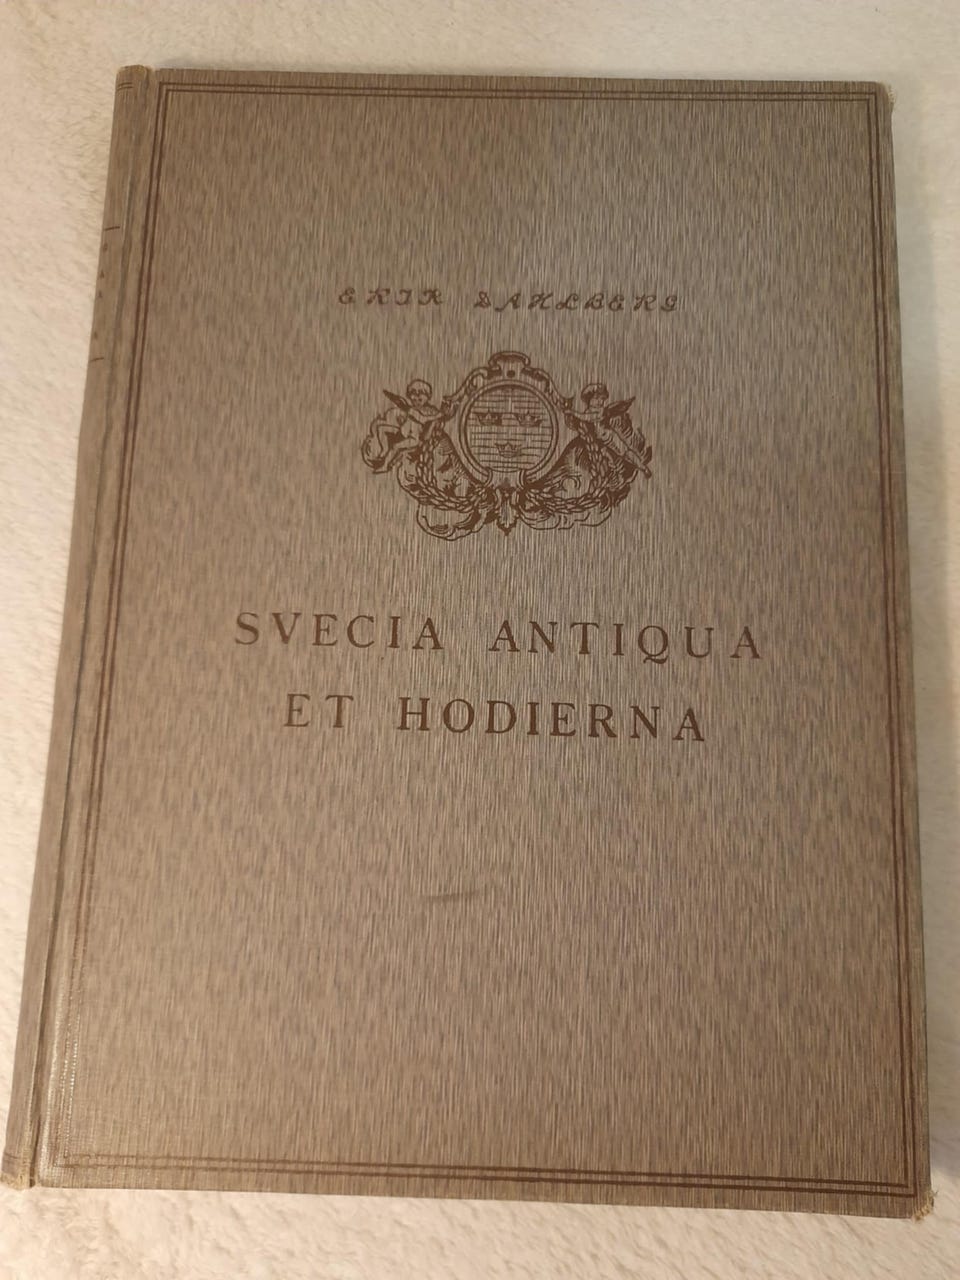 ERIK DAHLBERG
SVECIA ANTIQUA
ET HODIERNA